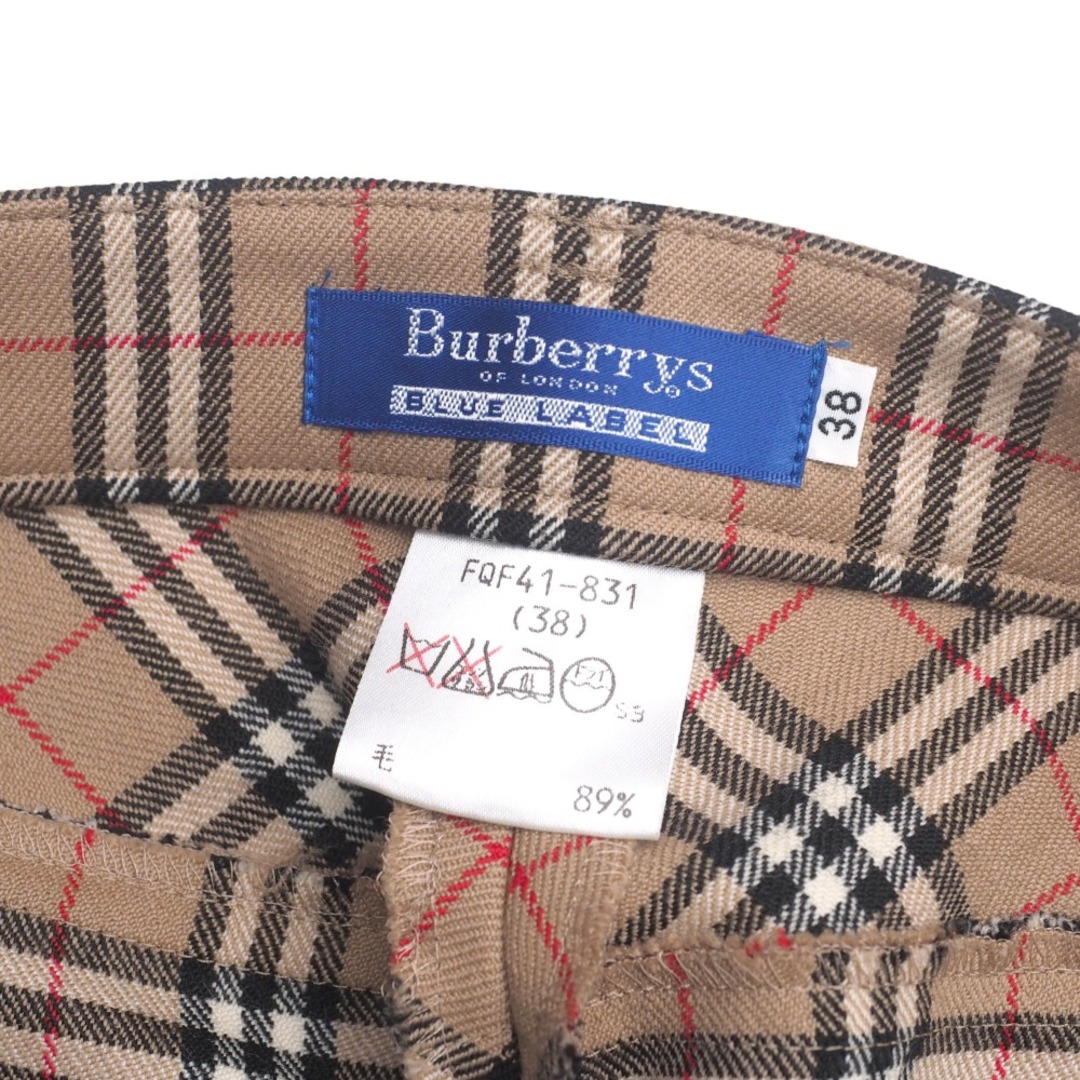 Burberrys
OF LONDON®
BLUE LABEL
38
FQF41-831
(38)
毛
89%